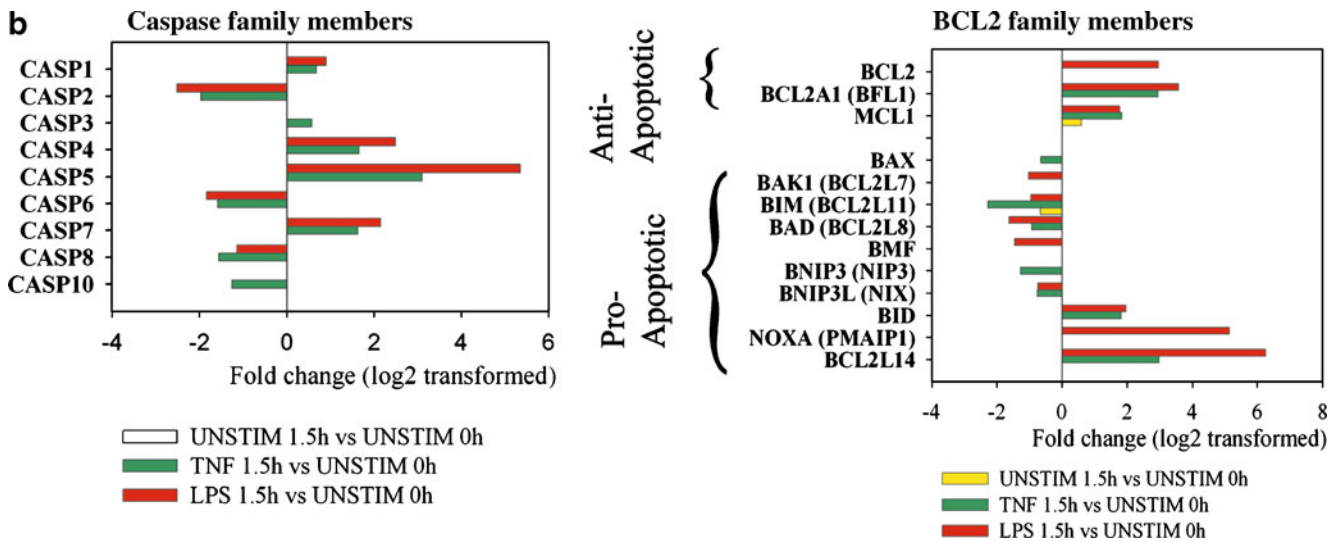 b
Caspase family members
CASP1
CASP2
CASP3
CASP4
CASP5
CASP6
CASP7
CASP8
CASP10
-4 -2 0 2 4 6
Fold change (log2 transformed)
UNSTIM 1.5h vs UNSTIM 0h
TNF 1.5h vs UNSTIM 0h
LPS 1.5h vs UNSTIM 0h
Anti-
Apoptotic
Pro-
Apoptotic
BCL2 family members
BCL2
BCL2A1 (BFL1)
MCL1
BAX
BAK1 (BCL2L7)
BIM (BCL2L11)
BAD (BCL2L8)
BMF
BNIP3 (NIP3)
BNIP3L (NIX)
BID
NOXA (PMAIP1)
BCL2L14
-4 -2 0 2 4 6 8
Fold change (log2 transformed)
UNSTIM 1.5h vs UNSTIM 0h
TNF 1.5h vs UNSTIM 0h
LPS 1.5h vs UNSTIM 0h